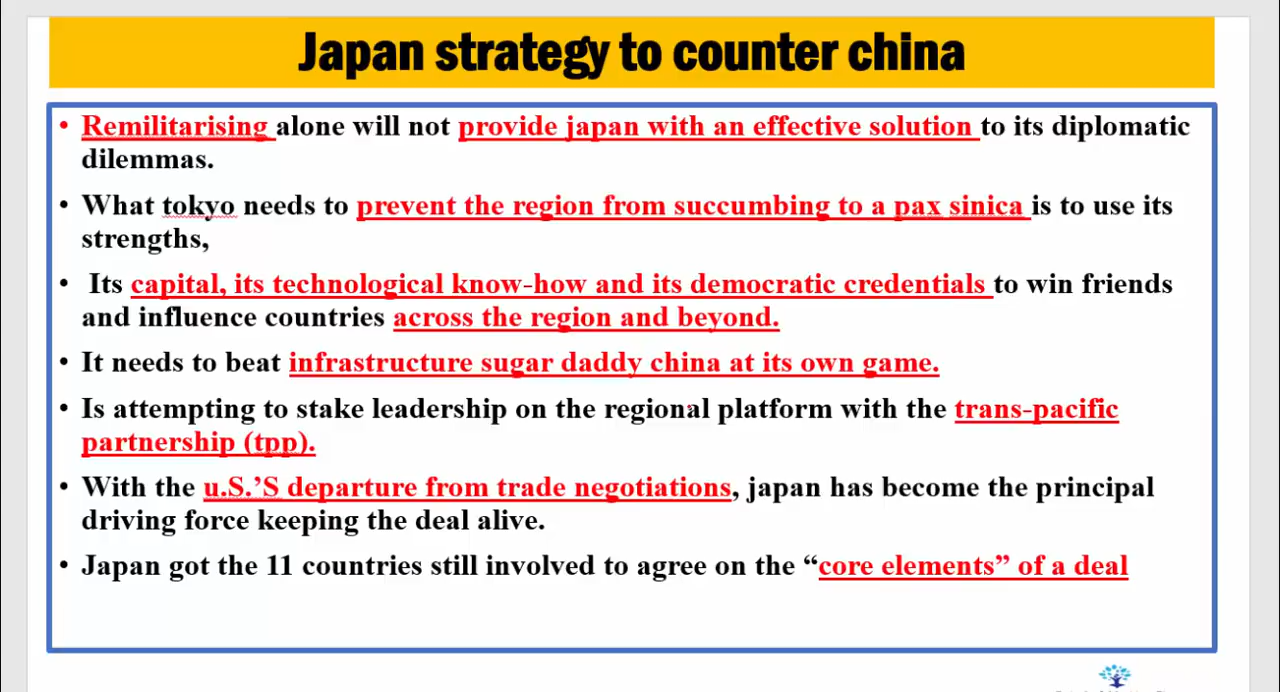 Japan strategy to counter china
• Remilitarising alone will not provide japan with an effective solution to its diplomatic
dilemmas.
• What tokyo needs to prevent the region from succumbing to a pax sinica is to use its
strengths,
• Its capital, its technological know-how and its democratic credentials to win friends
and influence countries across the region and beyond.
• It needs to beat infrastructure sugar daddy china at its own game.
• Is attempting to stake leadership on the regional platform with the trans-pacific
partnership (tpp).
• With the u.S.’S departure from trade negotiations, japan has become the principal
driving force keeping the deal alive.
• Japan got the 11 countries still involved to agree on the “core elements” of a deal